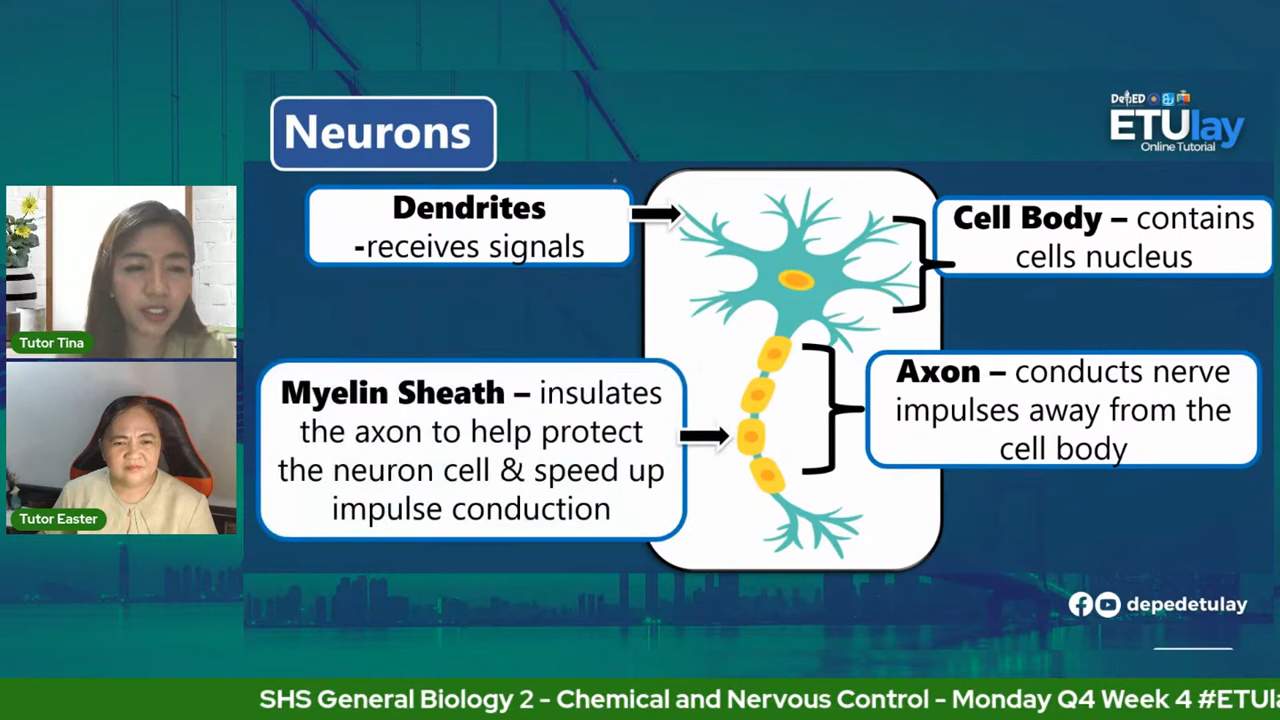 Neurons
DepED
ETUlay
Online Tutorial
Dendrites
-receives signals
Cell Body – contains
cells nucleus
Myelin Sheath – insulates
the axon to help protect
the neuron cell & speed up
impulse conduction
Axon – conducts nerve
impulses away from the
cell body
Tutor Tina
Tutor Easter
depedetulay
SHS General Biology 2 - Chemical and Nervous Control - Monday Q4 Week 4 #ETUla